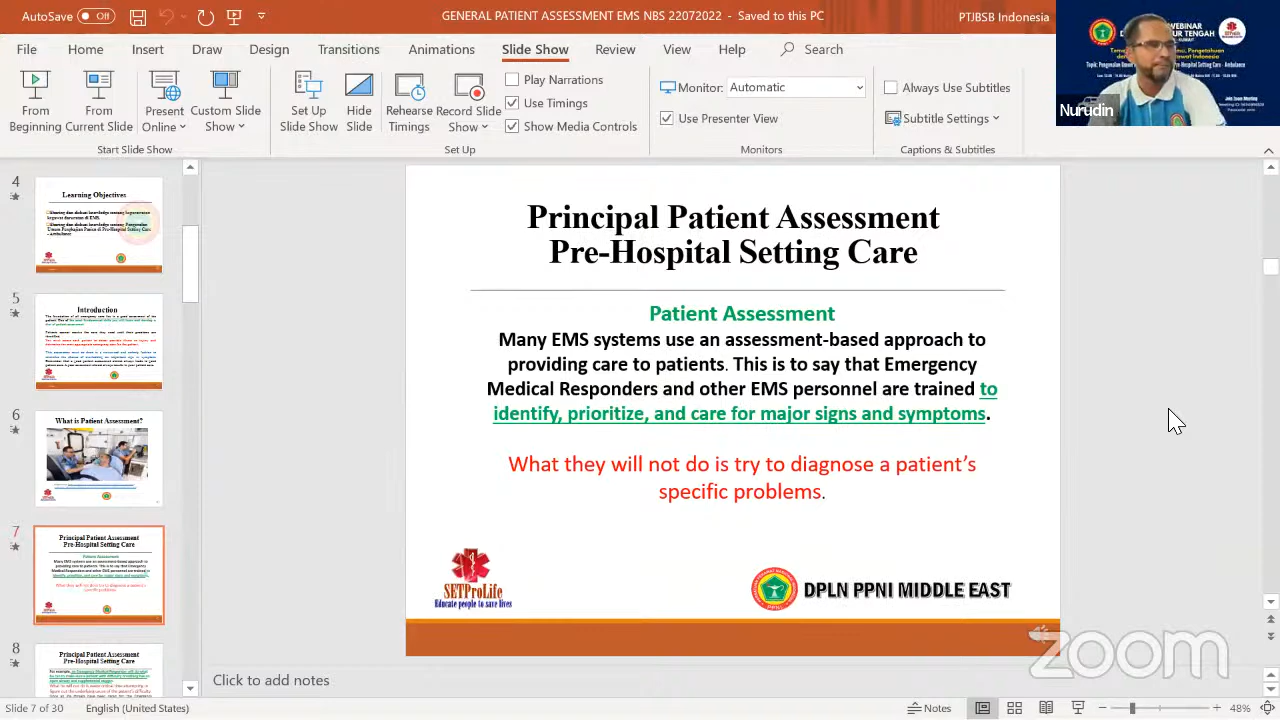 AutoSave Off
GENERAL PATIENT ASSESSMENT EMS NBS 22072022 - Saved to this PC
PTJBSB Indonesia
File Home Insert Draw Design Transitions Animations Slide Show Review View Help Search
From Beginning
From Current Slide
Present Online
Custom Slide Show
Start Slide Show
Set Up Slide Show
Hide Slide
Rehearse Timings
Record Slide Show
Play Narrations
Use Timings
Show Media Controls
Set Up
Monitor: Automatic
Use Presenter View
Monitors
Always Use Subtitles
Subtitle Settings
Captions & Subtitles
WEBINAR
Nurudin
4
Learning Objectives
5
Introduction
6
What is Patient Assessment?
7
Principal Patient Assessment
Pre-Hospital Setting Care
8
Principal Patient Assessment
Pre-Hospital Setting Care
Principal Patient Assessment
Pre-Hospital Setting Care
Patient Assessment
Many EMS systems use an assessment-based approach to
providing care to patients. This is to say that Emergency
Medical Responders and other EMS personnel are trained to
identify, prioritize, and care for major signs and symptoms.
What they will not do is try to diagnose a patient's
specific problems.
SETProLife
Educate people to save lives
PPNI
DPLN PPNI MIDDLE EAST
zoom
Click to add notes
Slide 7 of 30
English (United States)
Notes
48%